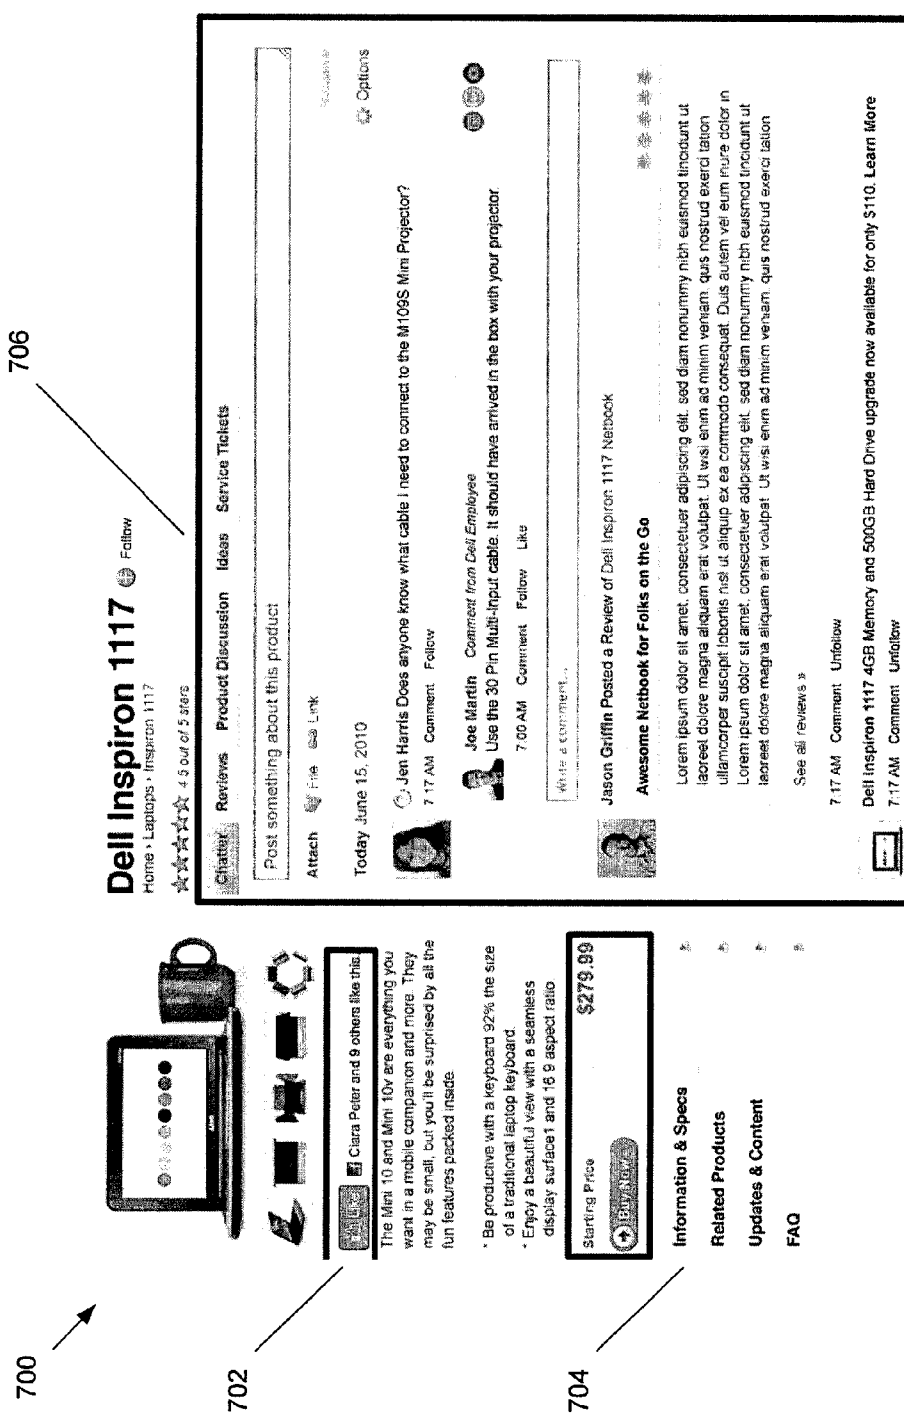 700
702
704
706
Clara Peter and 9 others like this.
The Mini 10 and Mini 10v are everything you
want in a mobile companion and more. They
may be small, but you'll be surprised by all the
fun features packed inside.
* Be productive with a keyboard 92% the size
of a traditional laptop keyboard.
* Enjoy a beautiful view with a seamless
display surface1 and 16 9 aspect ratio
Starting Price
$279.99
Buy Now
Information & Specs
Related Products
Updates & Content
FAQ
Dell Inspiron 1117 Follow
Home › Laptops › Inspiron 1117
4 5 out of 5 stars
Chatter Reviews Product Discussion Ideas Service Tickets
Post something about this product
Attach File Link
Today June 15, 2010 Options
Jen Harris Does anyone know what cable I need to connect to the M109S Mini Projector?
7 17 AM Comment Follow
Joe Martin Comment from Dell Employee
Use the 30 Pin Multi-Input cable. It should have arrived in the box with your projector.
7:00 AM Comment Follow Like
Write a comment...
Jason Griffin Posted a Review of Dell Inspiron 1117 Netbook
Awesome Netbook for Folks on the Go
Lorem ipsum dolor sit amet, consectetuer adipiscing elit, sed diam nonummy nibh euismod tincidunt ut
laoreet dolore magna aliquam erat volutpat. Ut wisi enim ad minim veniam, quis nostrud exerci tation
ullamcorper suscipit lobortis nisl ut aliquip ex ea commodo consequat. Duis autem vel eum iriure dolor in
Lorem ipsum dolor sit amet, consectetuer adipiscing elit, sed diam nonummy nibh euismod tincidunt ut
laoreet dolore magna aliquam erat volutpat. Ut wisi enim ad minim veniam, quis nostrud exerci tation
See all reviews »
7:17 AM Comment Unfollow
Dell Inspiron 1117 4GB Memory and 500GB Hard Drive upgrade now available for only $110. Learn More
7:17 AM Comment Unfollow